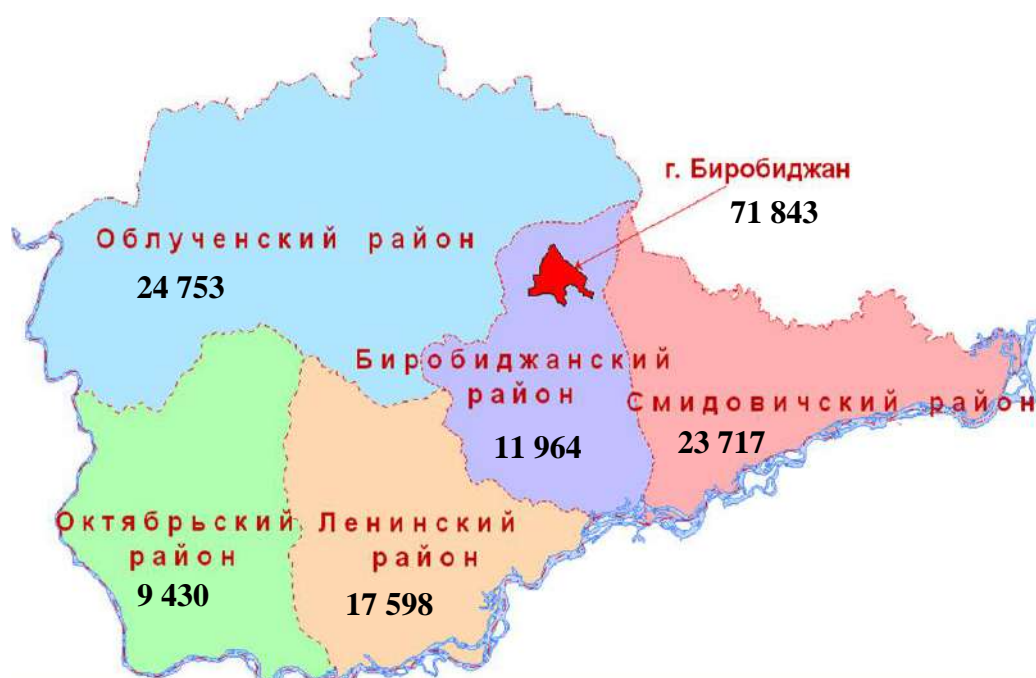 г. Биробиджан
71 843
Облученский район
24 753
Биробиджанский
район
11 964
Смидовичский район
23 717
Октябрьский
район
9 430
Ленинский
район
17 598